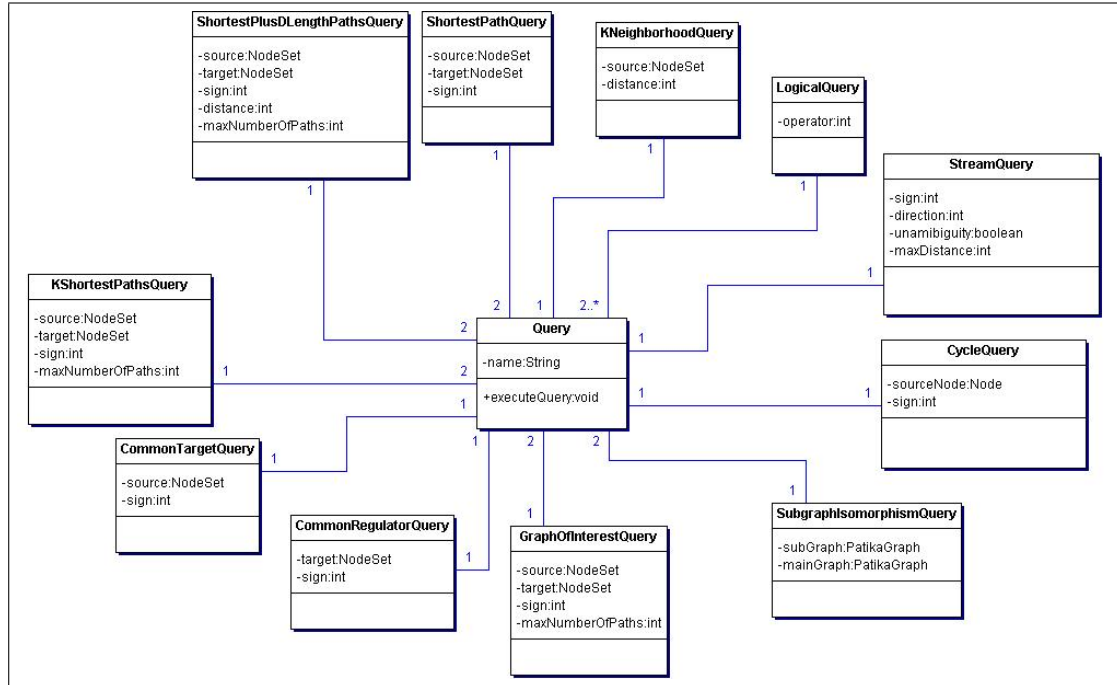 ShortestPlusDLengthPathsQuery
-source:NodeSet
-target:NodeSet
-sign:int
-distance:int
-maxNumberOfPaths:int
1
ShortestPathQuery
-source:NodeSet
-target:NodeSet
-sign:int
1
KNeighborhoodQuery
-source:NodeSet
-distance:int
1
LogicalQuery
-operator:int
1
StreamQuery
-sign:int
-direction:int
-unamibiguity:boolean
-maxDistance:int
1
KShortestPathsQuery
-source:NodeSet
-target:NodeSet
-sign:int
-maxNumberOfPaths:int
1
2
2
1
2..*
Query
-name:String
+executeQuery:void
2
1
2
1
1
1
2
2
CycleQuery
-sourceNode:Node
-sign:int
1
CommonTargetQuery
-source:NodeSet
-sign:int
1
CommonRegulatorQuery
-target:NodeSet
-sign:int
1
GraphOfInterestQuery
-source:NodeSet
-target:NodeSet
-sign:int
-maxNumberOfPaths:int
1
SubgraphIsomorphismQuery
-subGraph:PatikaGraph
-mainGraph:PatikaGraph
1